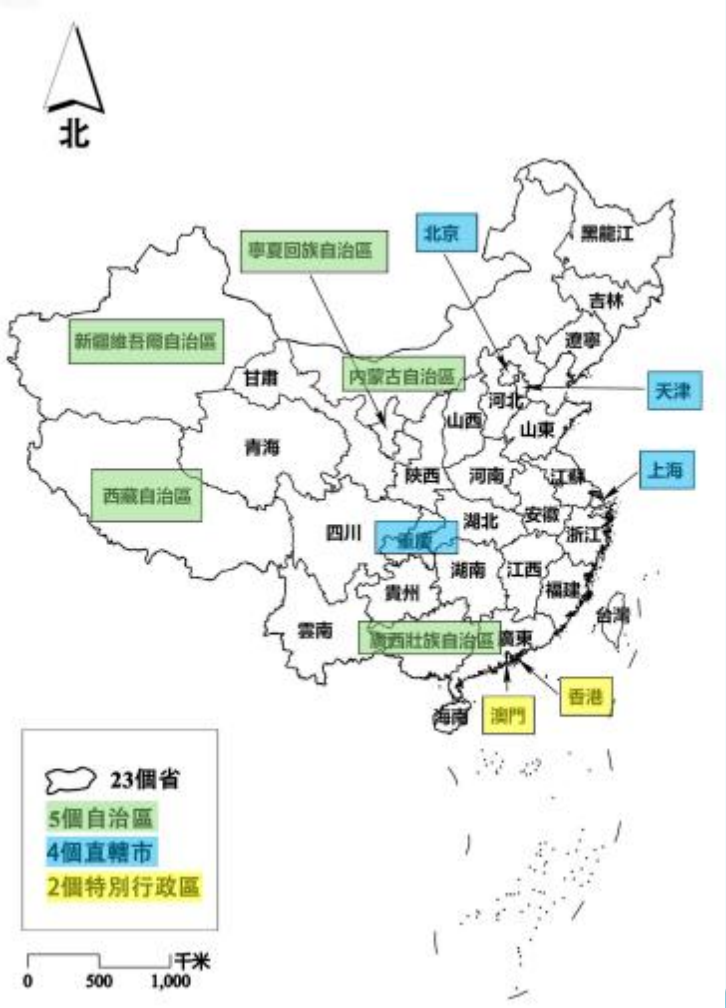 北
黑龍江
北京
寧夏回族自治區
吉林
新疆維吾爾自治區
遼寧
甘肅
內蒙古自治區
天津
河北
山西
山東
青海
上海
陝西
河南
江蘇
西藏自治區
湖北
安徽
四川
重慶
浙江
湖南
江西
貴州
福建
台灣
雲南
廣西壯族自治區
廣東
香港
澳門
海南
23個省
5個自治區
4個直轄市
2個特別行政區
千米
0 500 1,000